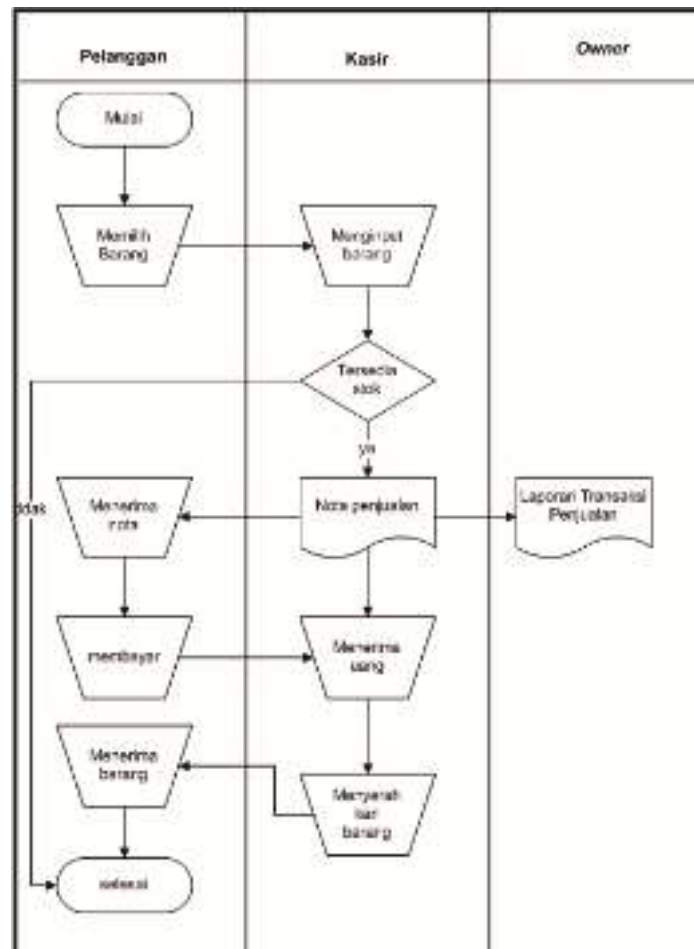 Pelanggan
Kasir
Owner
Mulai
Memilih
Barang
Menginput
barang
Tersedia
stok
ya
tidak
Menerima
nota
Nota penjualan
Laporan Transaksi
Penjualan
membayar
Menerima
uang
Menerima
barang
Menyerah
kan
barang
selesai